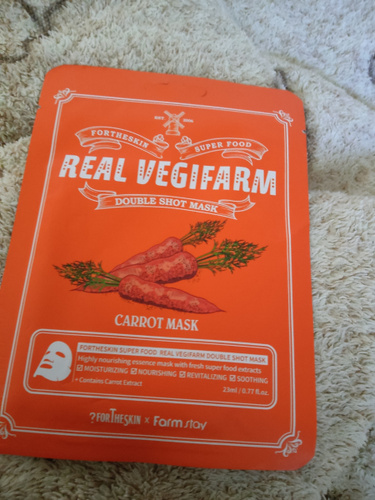 FORTHESKIN SUPER FOOD
REAL VEGIFARM
DOUBLE SHOT MASK
CARROT MASK
FORTHESKIN SUPER FOOD REAL VEGIFARM DOUBLE SHOT MASK
Highly nourishing essence mask with fresh super food extracts
☑ MOISTURIZING ☑ NOURISHING ☑ REVITALIZING ☑ SOOTHING
• Contains Carrot Extract
23ml / 0.77 fl.oz.
?FORTHESKIN x Farm stay